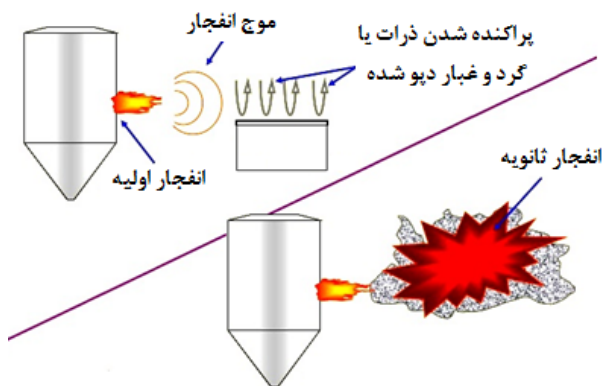 موج انفجار
پراکنده شدن ذرات یا
گرد و غبار دپو شده
انفجار اولیه
انفجار ثانویه